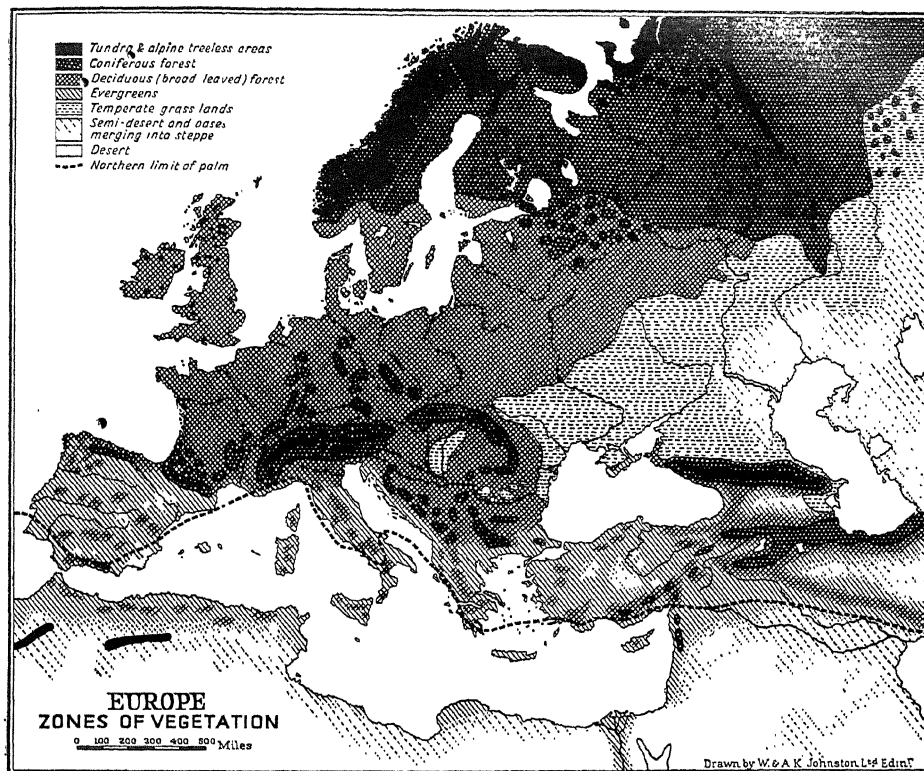 Tundra & alpine treeless areas
Coniferous forest
Deciduous (broad leaved) forest
Evergreens
Temperate grass lands
Semi-desert and oases
merging into steppe
Desert
Northern limit of palm
EUROPE
ZONES OF VEGETATION
0 100 200 300 400 500 Miles
Drawn by W. & A. K. Johnston Ltd Edinr.